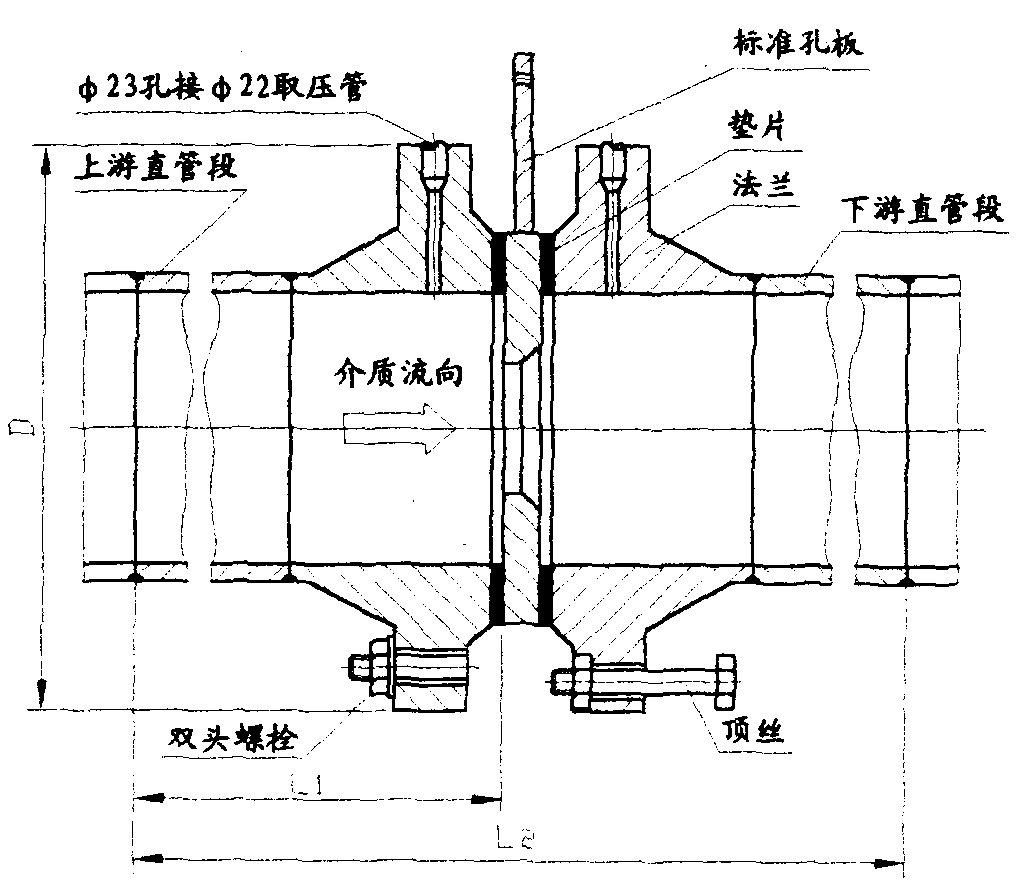 标准孔板
φ23孔接φ22取压管
垫片
上游直管段
法兰
下游直管段
介质流向
D
双头螺栓
顶丝
L1
L2